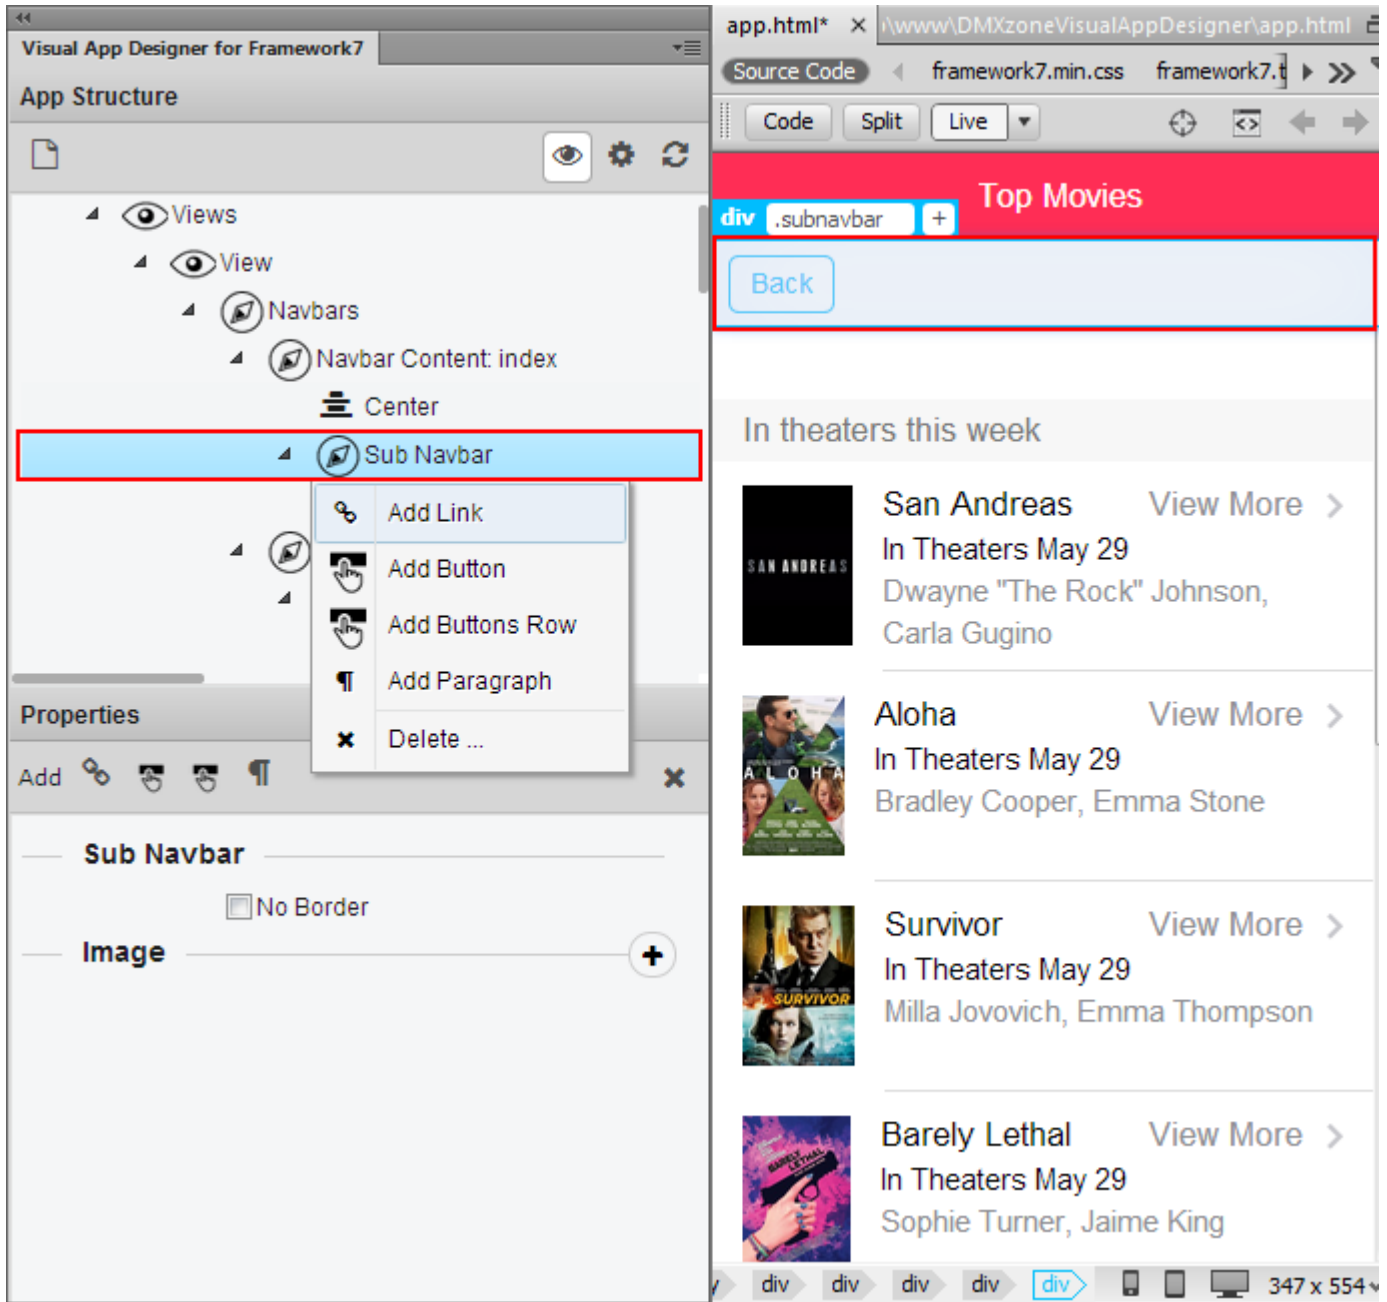 Visual App Designer for Framework7
App Structure
Views
View
Navbars
Navbar Content: index
Center
Sub Navbar
Add Link
Add Button
Add Buttons Row
Add Paragraph
Delete ...
Properties
Add
Sub Navbar
No Border
Image
app.html*
\www\DMXzoneVisualAppDesigner\app.html
Source Code framework7.min.css framework7.t
Code Split Live
Top Movies
div .subnavbar +
Back
In theaters this week
SAN ANDREAS
San Andreas View More
In Theaters May 29
Dwayne "The Rock" Johnson,
Carla Gugino
ALOHA
Aloha View More
In Theaters May 29
Bradley Cooper, Emma Stone
SURVIVOR
Survivor View More
In Theaters May 29
Milla Jovovich, Emma Thompson
BARELY
LETHAL
Barely Lethal View More
In Theaters May 29
Sophie Turner, Jaime King
div div div div div 347 x 554